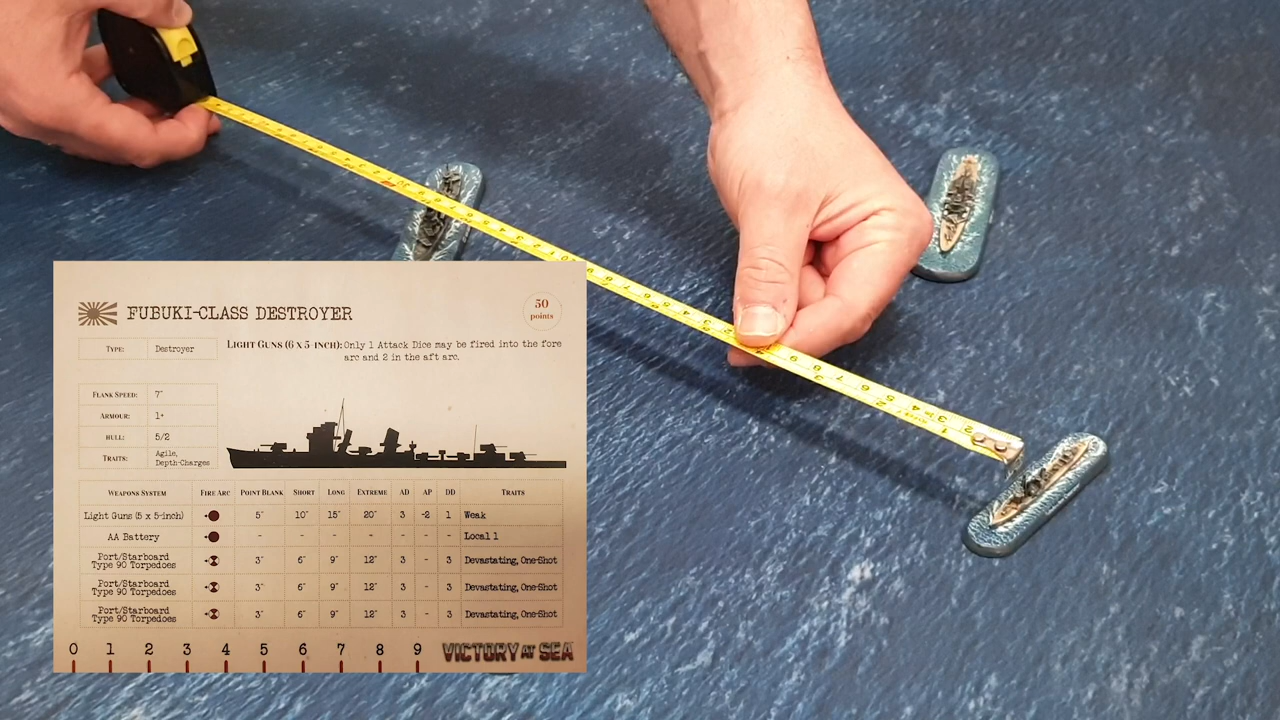 FUBUKI-CLASS DESTROYER
50
points
TYPE: Destroyer
LIGHT GUNS (6 X 5-INCH): Only 1 Attack Dice may be fired into the fore
arc and 2 in the aft arc.
FLANK SPEED: 7"
ARMOUR: 1+
HULL: 5/2
TRAITS: Agile,
Depth-Charges
WEAPONS SYSTEM FIRE ARC POINT BLANK SHORT LONG EXTREME AD AP DD TRAITS
Light Guns (5 x 5-inch) 5" 10" 15" 20" 3 -2 1 Weak
AA Battery - - - - - - - Local 1
Port/Starboard
Type 90 Torpedoes 3" 6" 9" 12" 3 - 3 Devastating, One-Shot
Port/Starboard
Type 90 Torpedoes 3" 6" 9" 12" 3 - 3 Devastating, One-Shot
Port/Starboard
Type 90 Torpedoes 3" 6" 9" 12" 3 - 3 Devastating, One-Shot
0 1 2 3 4 5 6 7 8 9 VICTORY AT SEA